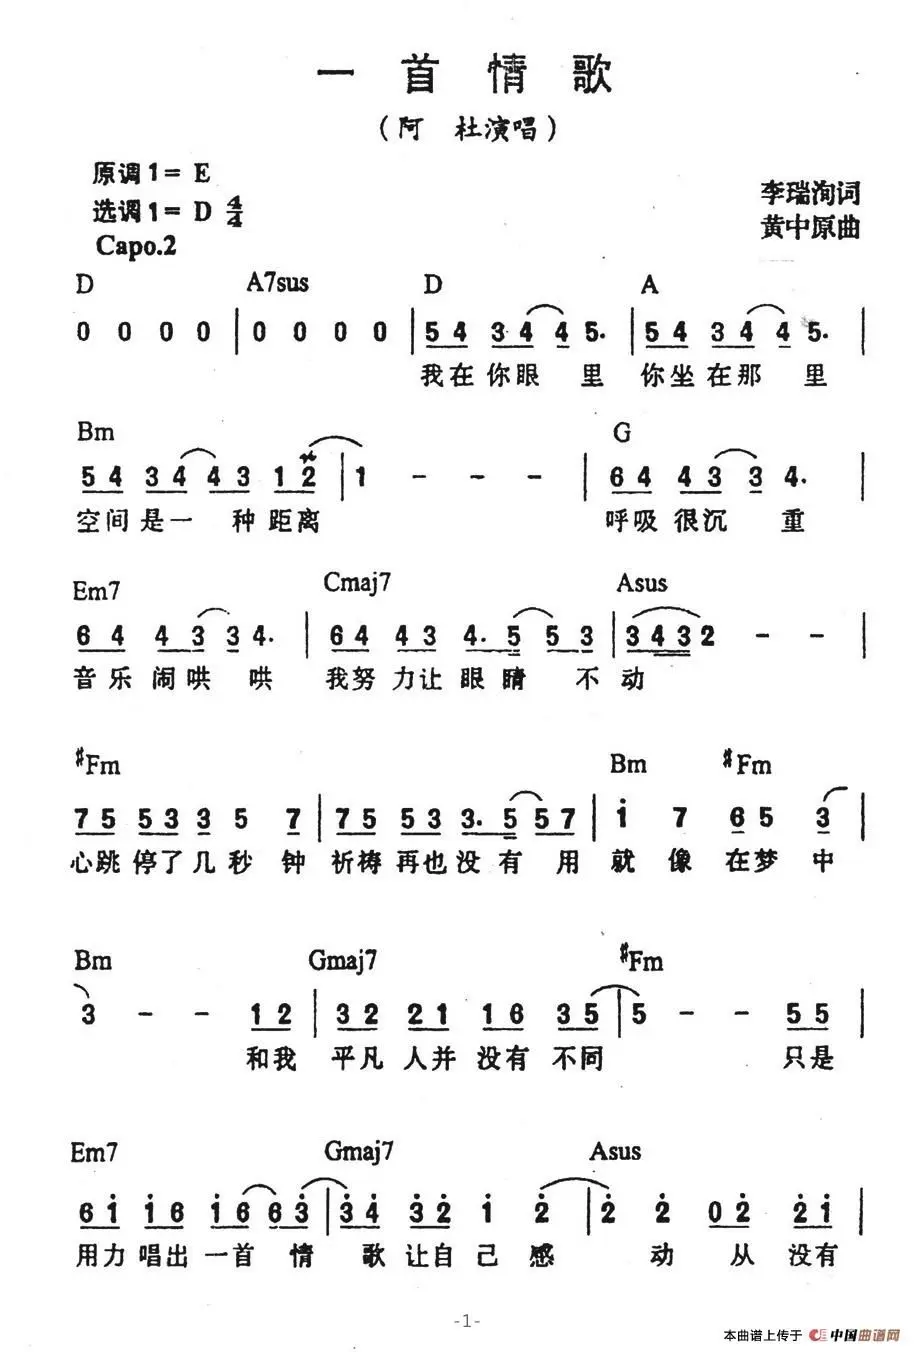 一首情歌
（阿 杜演唱）
原调1= E
选调1= D 4/4
Capo.2
李瑞洵词
黄中原曲
D A7sus D A
0 0 0 0 | 0 0 0 0 | 5 4 3 4 4 5. | 5 4 3 4 4 5. |
我在你眼 里 你坐在那 里
Bm G
5 4 3 4 4 3 1 2 | 1 - - - | 6 4 4 3 3 4. |
空间是一 种距离 呼吸很沉 重
Em7 Cmaj7 Asus
6 4 4 3 3 4. | 6 4 4 3 4. 5 5 3 | 3 4 3 2 - - |
音乐闹哄 哄 我努力让眼睛 不动
#Fm Bm #Fm
7 5 5 3 3 5 7 | 7 5 5 3 3. 5 5 7 | i 7 6 5 3 |
心跳停了几秒钟 祈祷再也没有用 就像在梦中
Bm Gmaj7 #Fm
3 - - 1 2 | 3 2 2 1 1 6 3 5 | 5 - - 5 5 |
和我 平凡人并没有不同 只是
Em7 Gmaj7 Asus
6 i i 6 i 6 6 3 | 3 4 3 2 i 2 | 2 2 0 2 2 i |
用力唱出一首 情 歌让自己感 动 从没有
-1-
本曲谱上传于 中国曲谱网